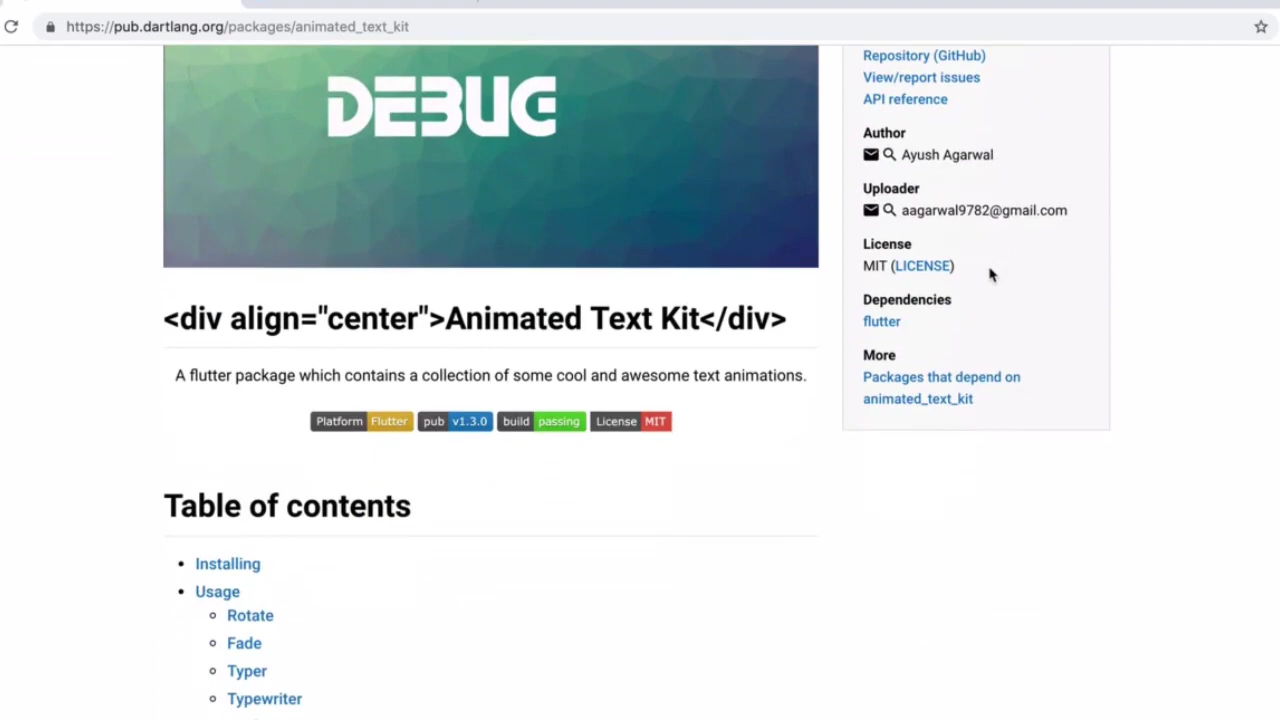 https://pub.dartlang.org/packages/animated_text_kit
DEBUG
Repository (GitHub)
View/report issues
API reference
Author
Ayush Agarwal
Uploader
aagarwal9782@gmail.com
License
MIT (LICENSE)
Dependencies
flutter
More
Packages that depend on
animated_text_kit
<div align="center">Animated Text Kit</div>
A flutter package which contains a collection of some cool and awesome text animations.
Platform Flutter pub v1.3.0 build passing License MIT
Table of contents
Installing
Usage
Rotate
Fade
Typer
Typewriter